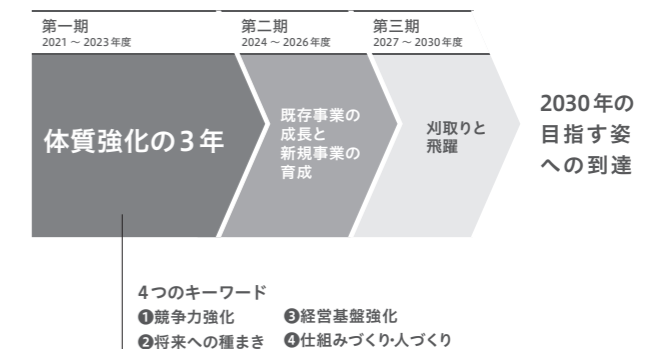 第一期
2021 ~ 2023年度
第二期
2024 ~ 2026年度
第三期
2027 ~ 2030年度
体質強化の3年
既存事業の
成長と
新規事業の
育成
刈取りと
飛躍
2030年の
目指す姿
への到達
4つのキーワード
❶競争力強化
❷将来への種まき
❸経営基盤強化
❹仕組みづくり・人づくり